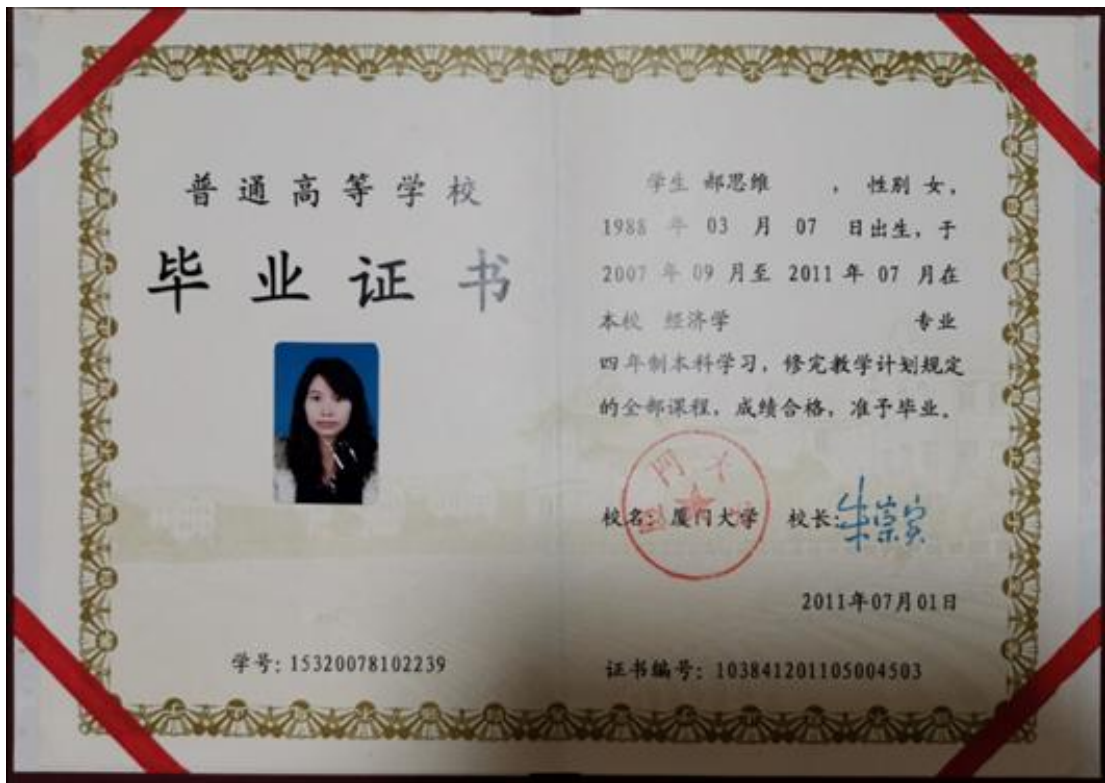 普通高等学校
毕业证书
学号：15320078102239
学生 郝思维 ，性别 女，
1988 年 03 月 07 日出生，于
2007 年 09 月至 2011 年 07 月在
本校 经济学 专业
四年制本科学习，修完教学计划规定
的全部课程，成绩合格，准予毕业。
校名：厦门大学 校长：朱崇实
2011年07月01日
证书编号：103841201105004503